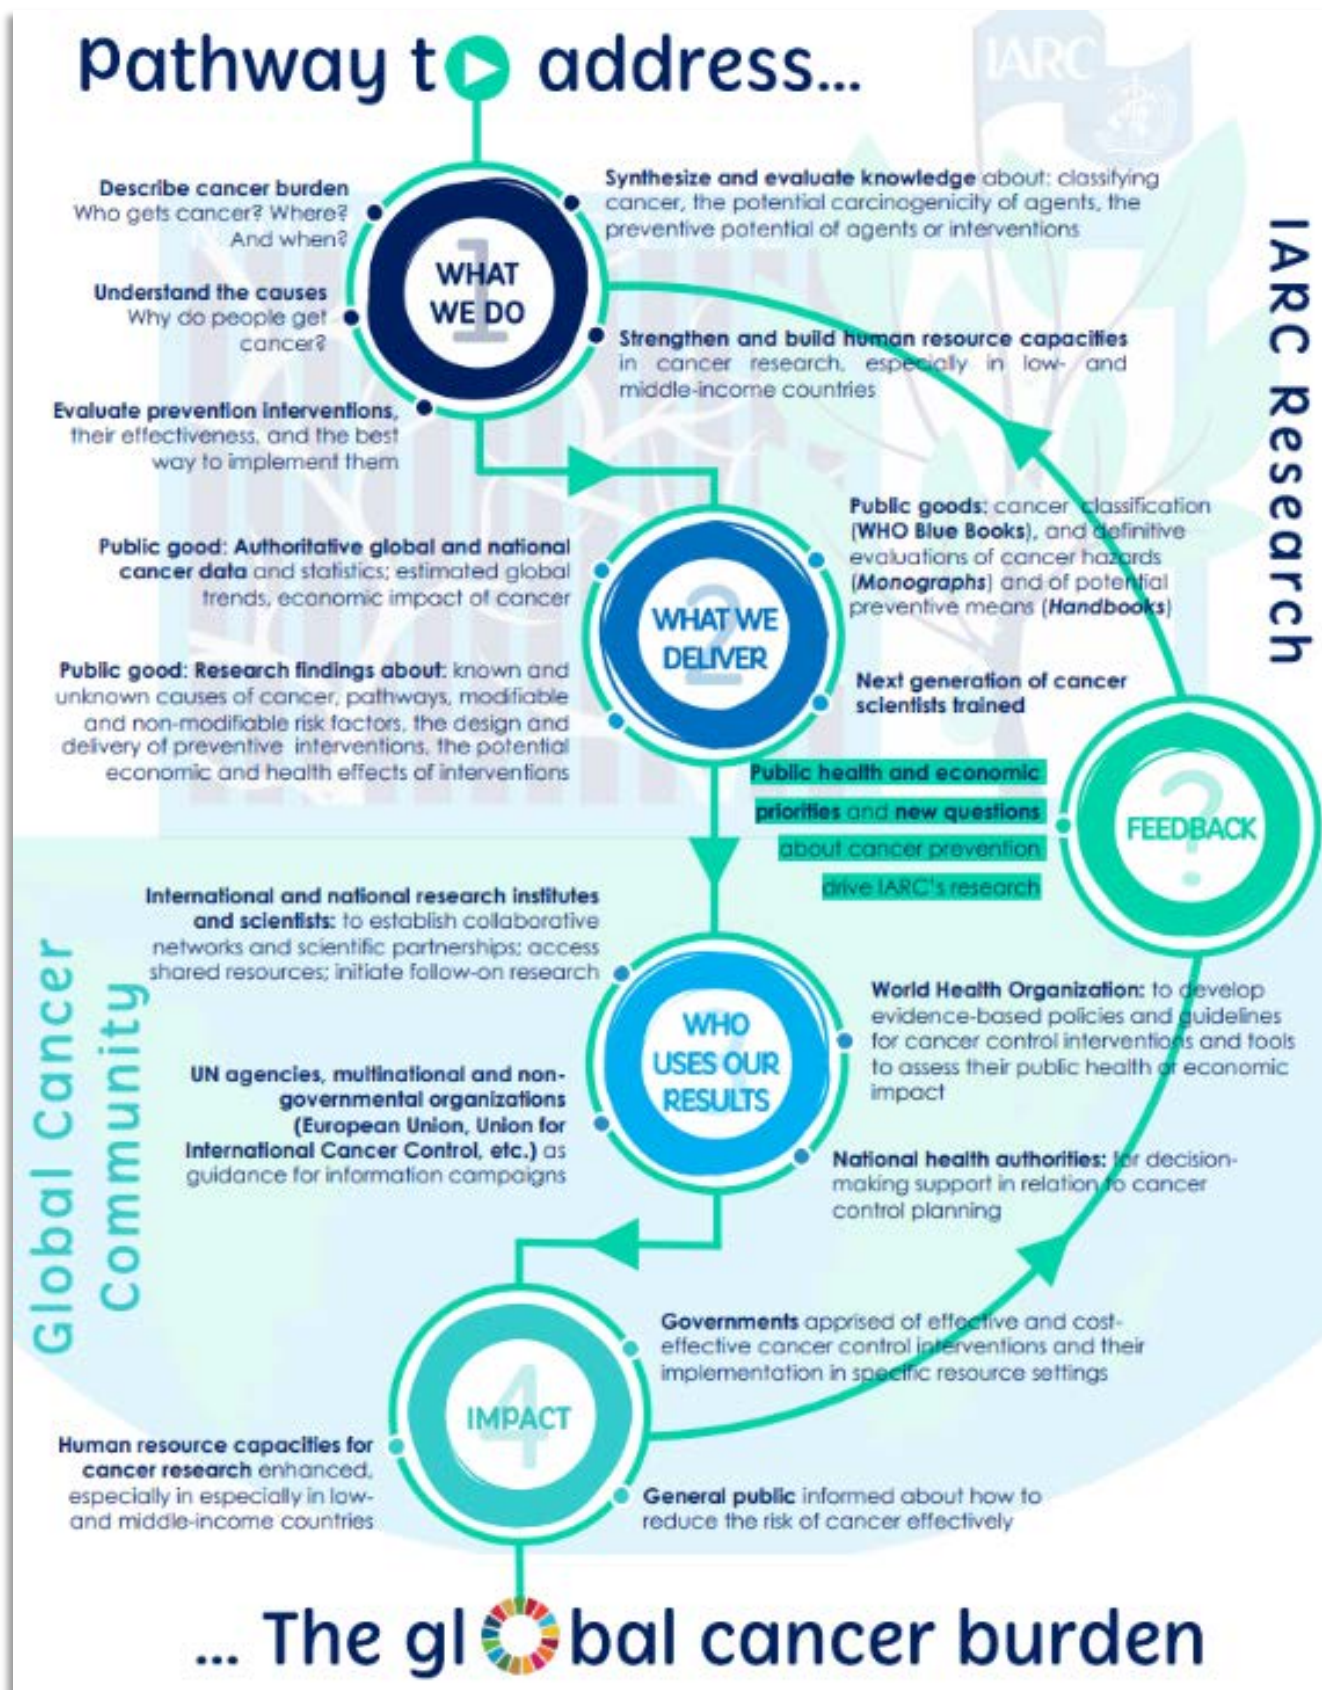 Pathway to address...
IARC
Describe cancer burden
Who gets cancer? Where?
And when?
Understand the causes
Why do people get
cancer?
Evaluate prevention interventions,
their effectiveness, and the best
way to implement them
1
WHAT
WE DO
Synthesize and evaluate knowledge about: classifying
cancer, the potential carcinogenicity of agents, the
preventive potential of agents or interventions
Strengthen and build human resource capacities
in cancer research, especially in low- and
middle-income countries
IARC Research
Public good: Authoritative global and national
cancer data and statistics; estimated global
trends, economic impact of cancer
Public good: Research findings about: known and
unknown causes of cancer, pathways, modifiable
and non-modifiable risk factors, the design and
delivery of preventive interventions, the potential
economic and health effects of interventions
2
WHAT WE
DELIVER
Public goods: cancer classification
(WHO Blue Books), and definitive
evaluations of cancer hazards
(Monographs) and of potential
preventive means (Handbooks)
Next generation of cancer
scientists trained
Public health and economic
priorities and new questions
about cancer prevention
drive IARC's research
?
FEEDBACK
Global Cancer
Community
International and national research institutes
and scientists: to establish collaborative
networks and scientific partnerships; access
shared resources; initiate follow-on research
UN agencies, multinational and non-
governmental organizations
(European Union, Union for
International Cancer Control, etc.) as
guidance for information campaigns
WHO
USES OUR
RESULTS
World Health Organization: to develop
evidence-based policies and guidelines
for cancer control interventions and tools
to assess their public health or economic
impact
National health authorities: for decision-
making support in relation to cancer
control planning
Human resource capacities for
cancer research enhanced,
especially in especially in low-
and middle-income countries
4
IMPACT
Governments apprised of effective and cost-
effective cancer control interventions and their
implementation in specific resource settings
General public informed about how to
reduce the risk of cancer effectively
... The global cancer burden